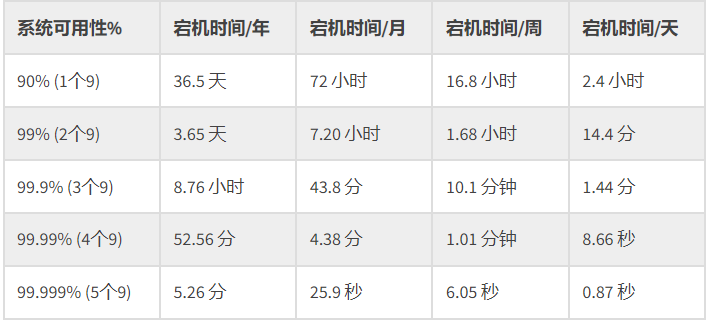 系统可用性% 宕机时间/年 宕机时间/月 宕机时间/周 宕机时间/天
90% (1个9) 36.5 天 72 小时 16.8 小时 2.4 小时
99% (2个9) 3.65 天 7.20 小时 1.68 小时 14.4 分
99.9% (3个9) 8.76 小时 43.8 分 10.1 分钟 1.44 分
99.99% (4个9) 52.56 分 4.38 分 1.01 分钟 8.66 秒
99.999% (5个9) 5.26 分 25.9 秒 6.05 秒 0.87 秒